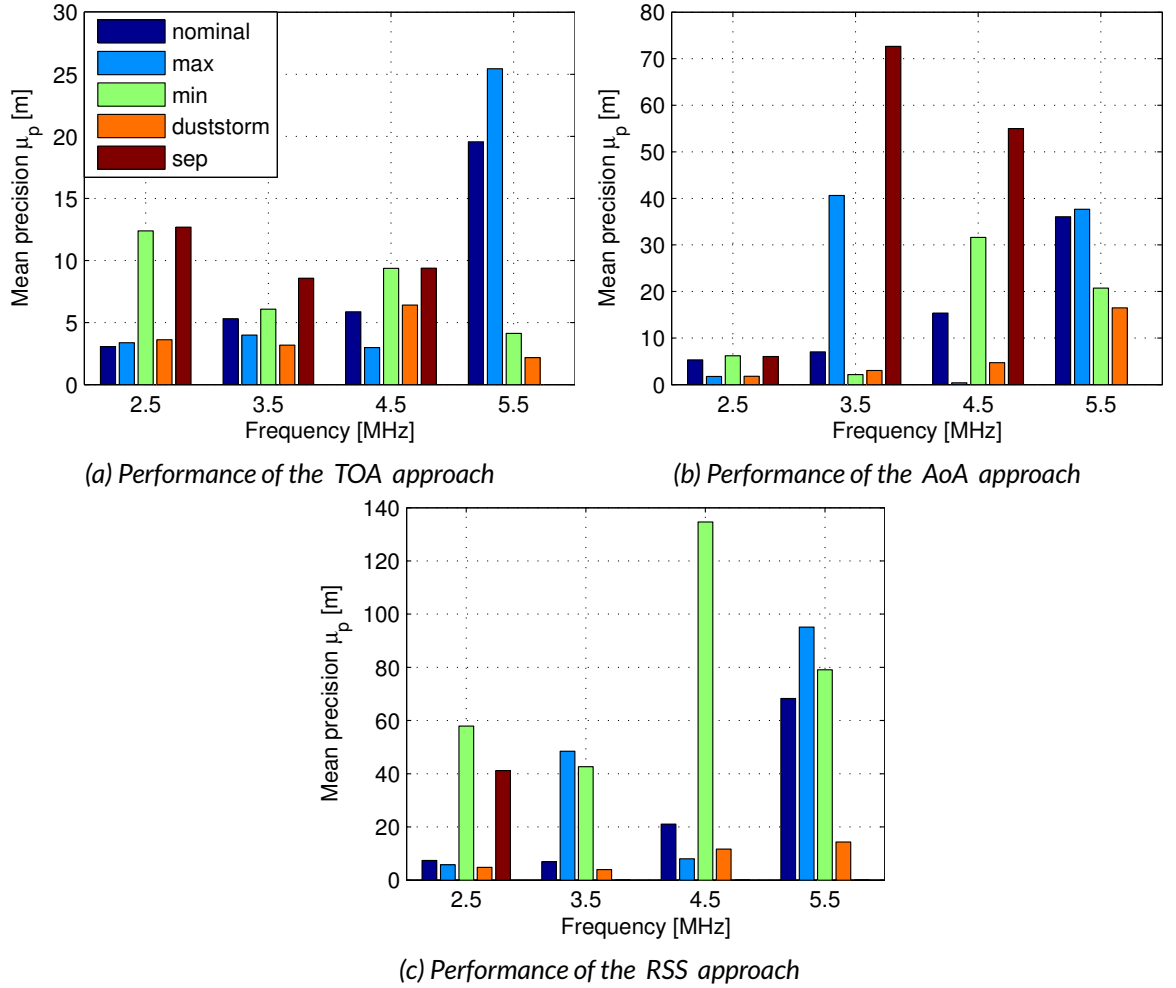 30
25
20
15
10
5
0
Mean precision μ_p [m]
nominal
max
min
duststorm
sep
2.5 3.5 4.5 5.5
Frequency [MHz]
(a) Performance of the TOA approach
80
70
60
50
40
30
20
10
0
Mean precision μ_p [m]
2.5 3.5 4.5 5.5
Frequency [MHz]
(b) Performance of the AoA approach
140
120
100
80
60
40
20
0
Mean precision μ_p [m]
2.5 3.5 4.5 5.5
Frequency [MHz]
(c) Performance of the RSS approach